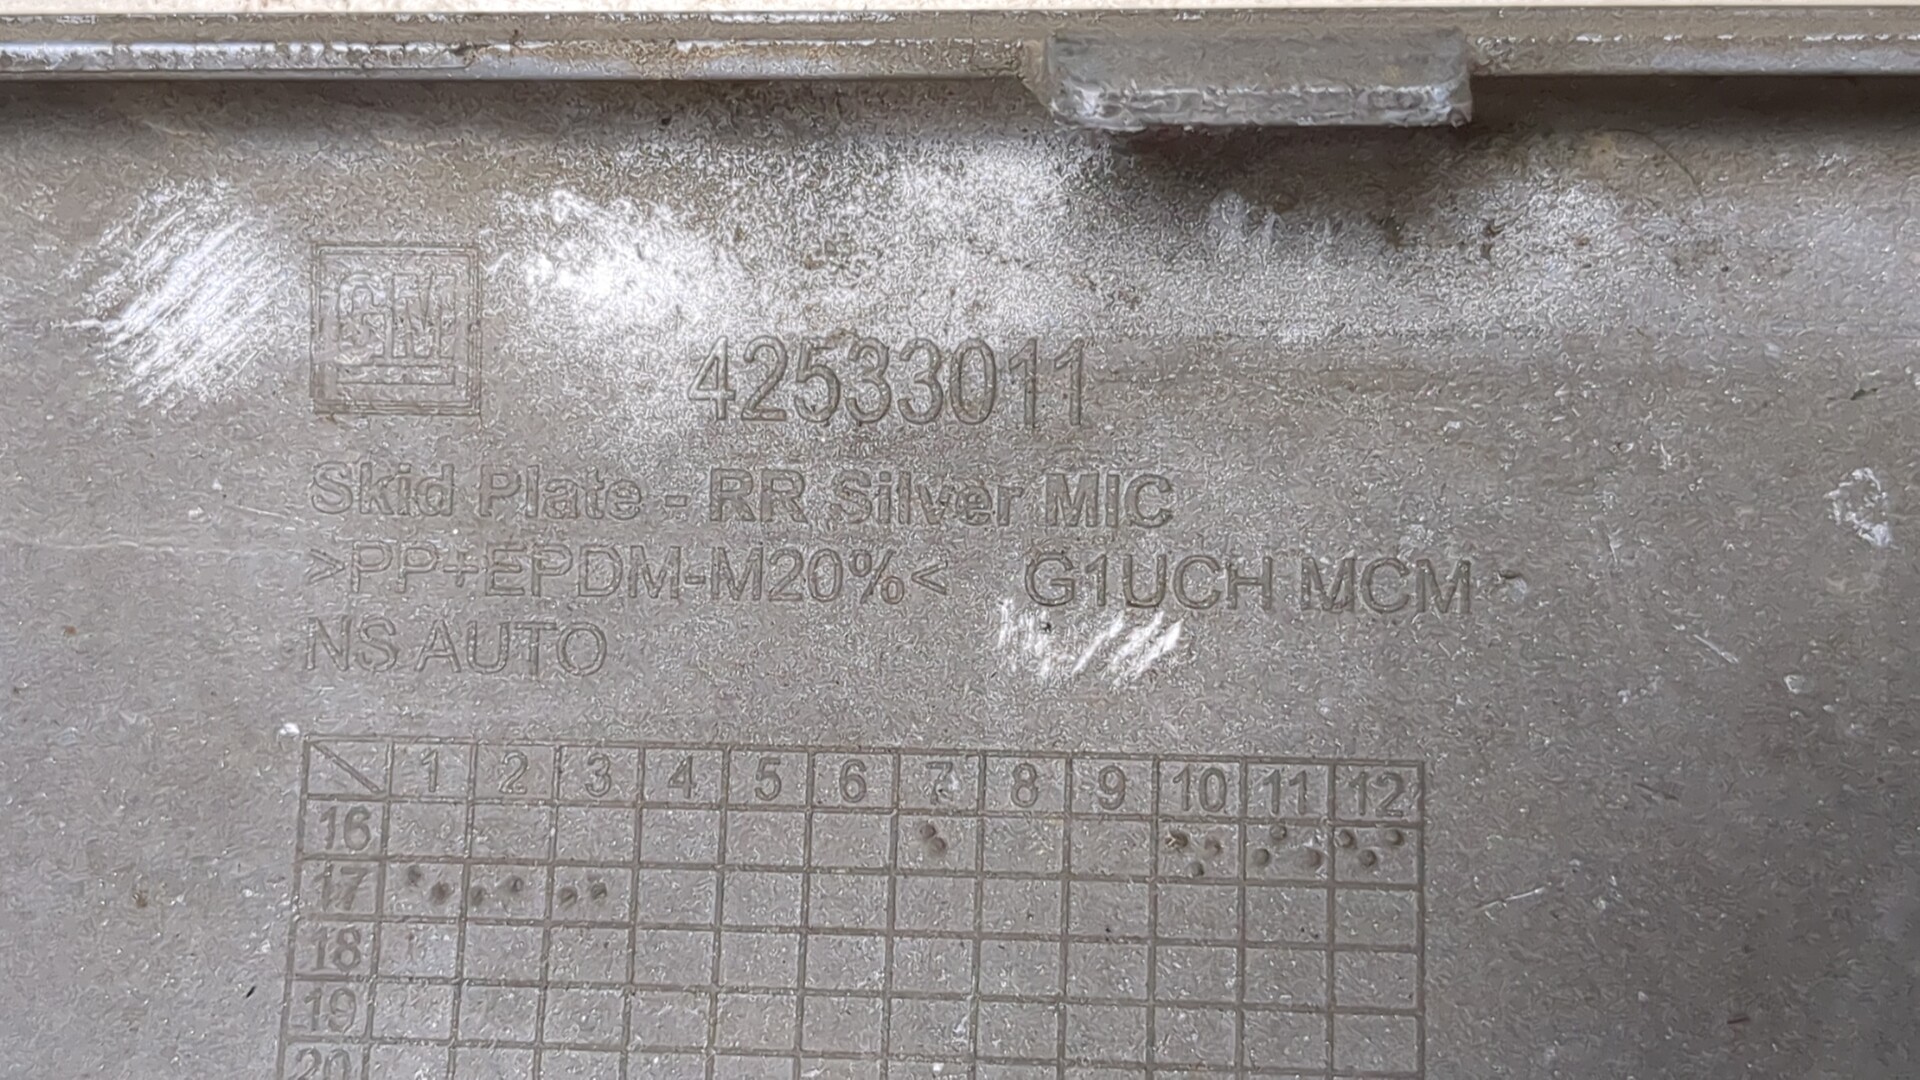 GM
42533011
Skid Plate - RR Silver MIC
>PP+EPDM-M20%< G1UCH MCM
NS AUTO
1 2 3 4 5 6 7 8 9 10 11 12
16
17
18
19
20